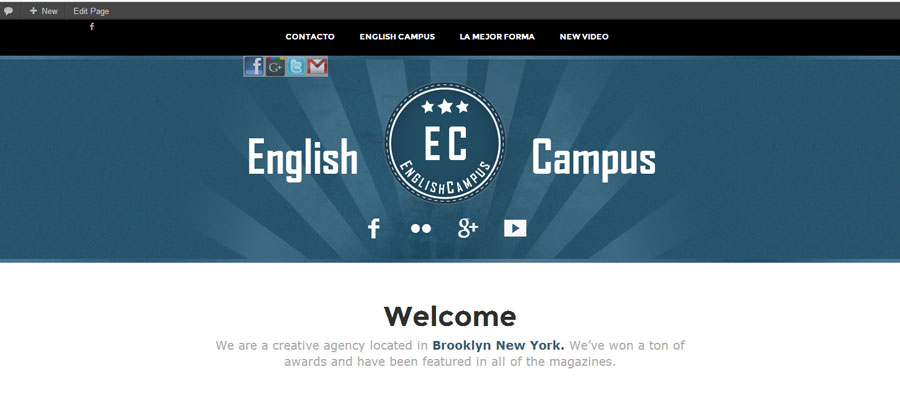 New Edit Page
CONTACTO ENGLISH CAMPUS LA MEJOR FORMA NEW VIDEO
English
EC
ENGLISHCAMPUS
Campus
Welcome
We are a creative agency located in Brooklyn New York. We've won a ton of
awards and have been featured in all of the magazines.